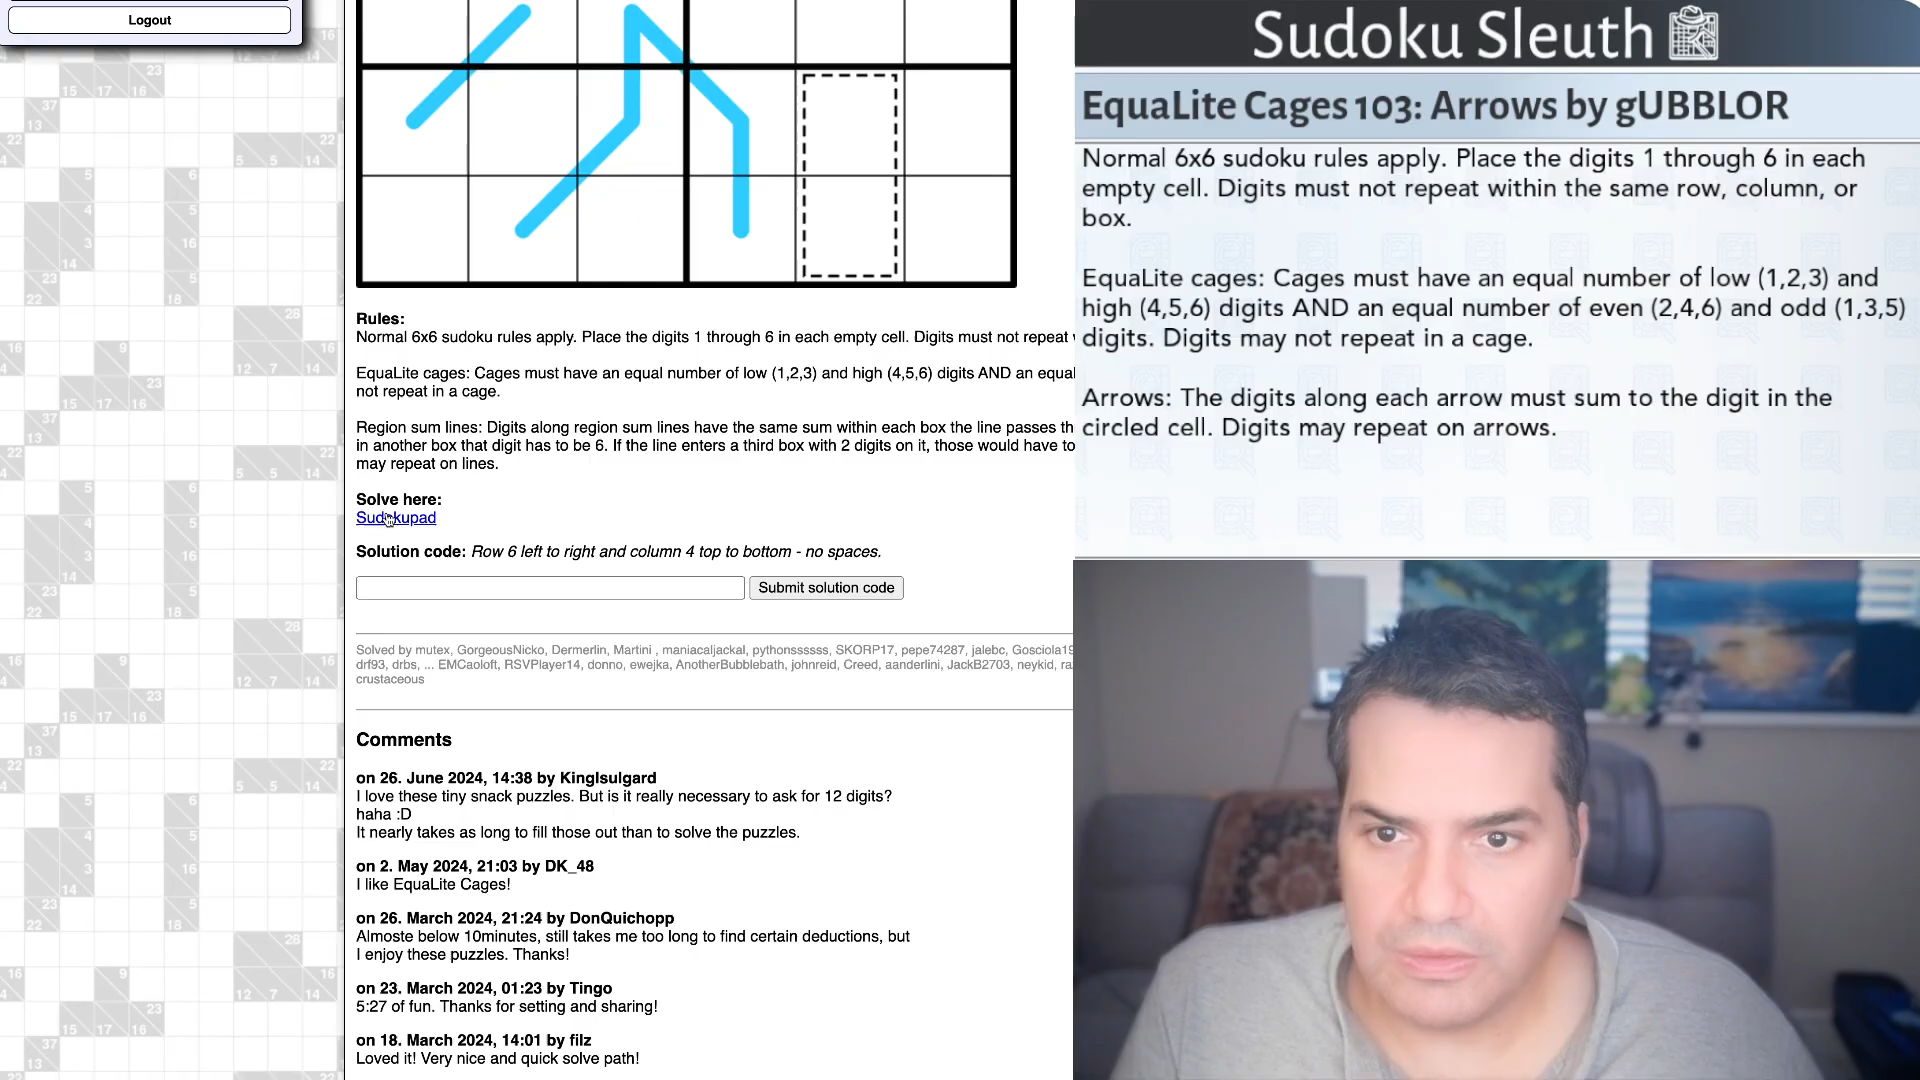 Logout
Rules:
Normal 6x6 sudoku rules apply. Place the digits 1 through 6 in each empty cell. Digits must not repeat
EquaLite cages: Cages must have an equal number of low (1,2,3) and high (4,5,6) digits AND an equal
not repeat in a cage.
Region sum lines: Digits along region sum lines have the same sum within each box the line passes th
in another box that digit has to be 6. If the line enters a third box with 2 digits on it, those would have to
may repeat on lines.
Solve here:
Sudokupad
Solution code: Row 6 left to right and column 4 top to bottom - no spaces.
Submit solution code
Solved by mutex, GorgeousNicko, Dermerlin, Martini , maniacaljackal, pythonssssss, SKORP17, pepe74287, jalebc, Gosciola19
drf93, drbs, ... EMCaoloft, RSVPlayer14, donno, ewejka, AnotherBubblebath, johnreid, Creed, aanderlini, JackB2703, neykid, ra
crustaceous
Comments
on 26. June 2024, 14:38 by KingIsulgard
I love these tiny snack puzzles. But is it really necessary to ask for 12 digits?
haha :D
It nearly takes as long to fill those out than to solve the puzzles.
on 2. May 2024, 21:03 by DK_48
I like EquaLite Cages!
on 26. March 2024, 21:24 by DonQuichopp
Almoste below 10minutes, still takes me too long to find certain deductions, but
I enjoy these puzzles. Thanks!
on 23. March 2024, 01:23 by Tingo
5:27 of fun. Thanks for setting and sharing!
on 18. March 2024, 14:01 by filz
Loved it! Very nice and quick solve path!
Sudoku Sleuth
EquaLite Cages 103: Arrows by gUBBLOR
Normal 6x6 sudoku rules apply. Place the digits 1 through 6 in each
empty cell. Digits must not repeat within the same row, column, or
box.
EquaLite cages: Cages must have an equal number of low (1,2,3) and
high (4,5,6) digits AND an equal number of even (2,4,6) and odd (1,3,5)
digits. Digits may not repeat in a cage.
Arrows: The digits along each arrow must sum to the digit in the
circled cell. Digits may repeat on arrows.